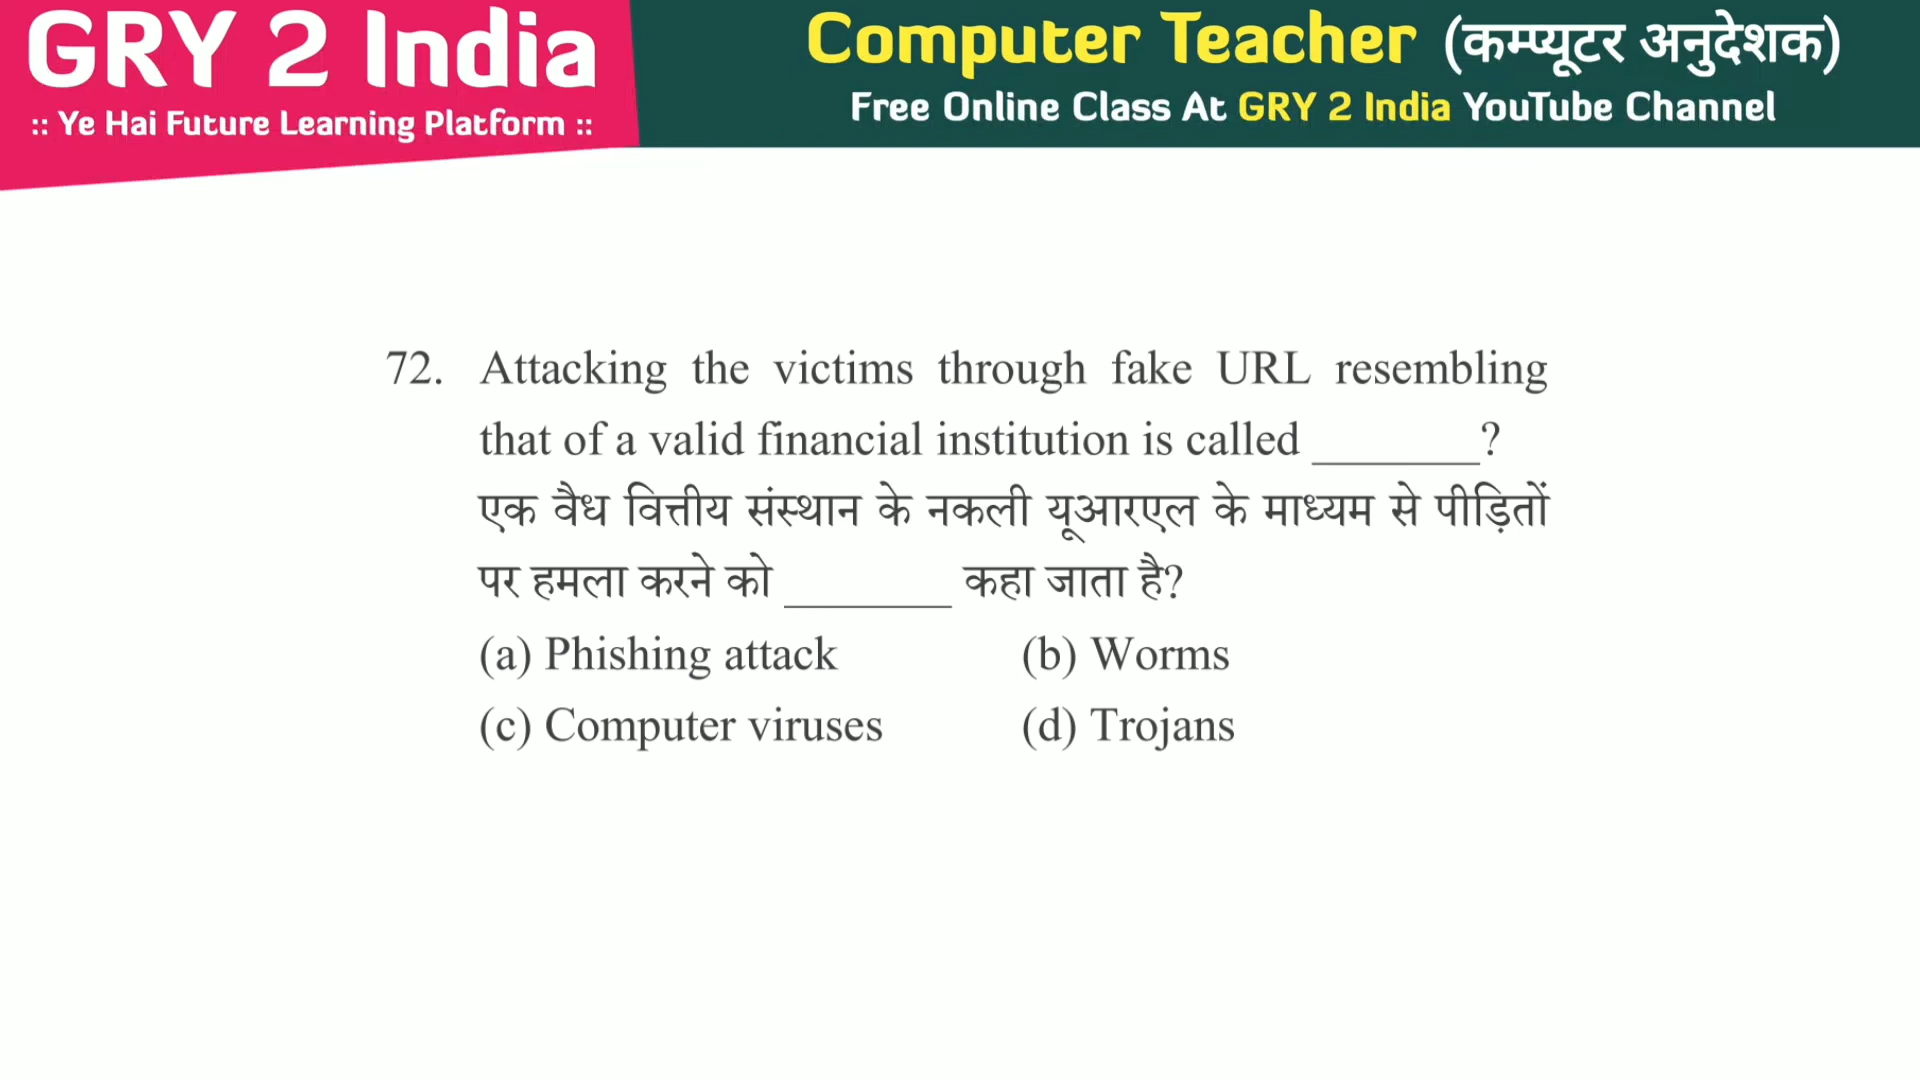 GRY 2 India
:: Ye Hai Future Learning Platform ::
Computer Teacher (कम्प्यूटर अनुदेशक)
Free Online Class At GRY 2 India YouTube Channel
72. Attacking the victims through fake URL resembling
that of a valid financial institution is called _______?
एक वैध वित्तीय संस्थान के नकली यूआरएल के माध्यम से पीड़ितों
पर हमला करने को _______ कहा जाता है?
(a) Phishing attack (b) Worms
(c) Computer viruses (d) Trojans